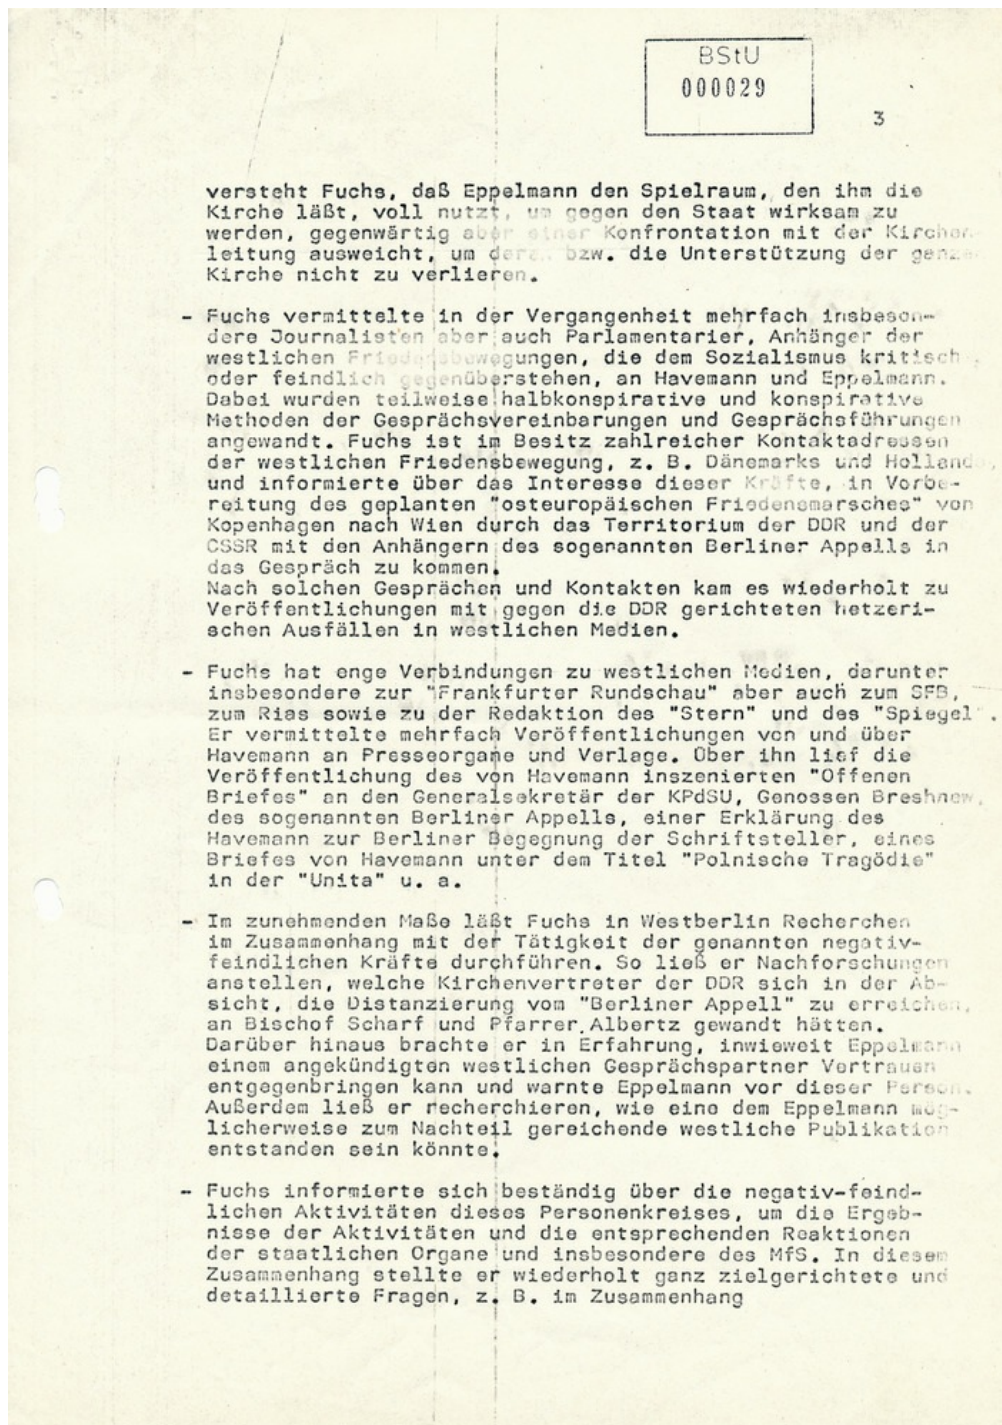 BStU
000029
3
versteht Fuchs, daß Eppelmann den Spielraum, den ihm die
Kirche läßt, voll nutzt, um gegen den Staat wirksam zu
werden, gegenwärtig aber einer Konfrontation mit der Kirchen
leitung ausweicht, um deren bzw. die Unterstützung der ganzen
Kirche nicht zu verlieren.
- Fuchs vermittelte in der Vergangenheit mehrfach insbeson-
dere Journalisten aber auch Parlamentarier, Anhänger der
westlichen Friedensbewegungen, die dem Sozialismus kritisch
oder feindlich gegenüberstehen, an Havemann und Eppelmann.
Dabei wurden teilweise halbkonspirative und konspirative
Methoden der Gesprächsvereinbarungen und Gesprächsführungen
angewandt. Fuchs ist im Besitz zahlreicher Kontaktadressen
der westlichen Friedensbewegung, z. B. Dänemarks und Hollands,
und informierte über das Interesse dieser Kräfte, in Vorbe-
reitung des geplanten "osteuropäischen Friedensmarsches" von
Kopenhagen nach Wien durch das Territorium der DDR und der
CSSR mit den Anhängern des sogenannten Berliner Appells in
das Gespräch zu kommen.
Nach solchen Gesprächen und Kontakten kam es wiederholt zu
Veröffentlichungen mit gegen die DDR gerichteten hetzeri-
schen Ausfällen in westlichen Medien.
- Fuchs hat enge Verbindungen zu westlichen Medien, darunter
insbesondere zur "Frankfurter Rundschau" aber auch zum SFB,
zum Rias sowie zu der Redaktion des "Stern" und des "Spiegel".
Er vermittelte mehrfach Veröffentlichungen von und über
Havemann an Presseorgane und Verlage. Über ihn lief die
Veröffentlichung des von Havemann inszenierten "Offenen
Briefes" an den Generalsekretär der KPdSU, Genossen Breshnew,
des sogenannten Berliner Appells, einer Erklärung des
Havemann zur Berliner Begegnung der Schriftsteller, eines
Briefes von Havemann unter dem Titel "Polnische Tragödie"
in der "Unita" u. a.
- Im zunehmenden Maße läßt Fuchs in Westberlin Recherchen
im Zusammenhang mit der Tätigkeit der genannten negativ-
feindlichen Kräfte durchführen. So ließ er Nachforschungen
anstellen, welche Kirchenvertreter der DDR sich in der Ab-
sicht, die Distanzierung vom "Berliner Appell" zu erreichen,
an Bischof Scharf und Pfarrer Albertz gewandt hätten.
Darüber hinaus brachte er in Erfahrung, inwieweit Eppelmann
einem angekündigten westlichen Gesprächspartner Vertrauen
entgegenbringen kann und warnte Eppelmann vor dieser Person.
Außerdem ließ er recherchieren, wie eine dem Eppelmann mög-
licherweise zum Nachteil gereichende westliche Publikation
entstanden sein könnte.
- Fuchs informierte sich beständig über die negativ-feind-
lichen Aktivitäten dieses Personenkreises, um die Ergeb-
nisse der Aktivitäten und die entsprechenden Reaktionen
der staatlichen Organe und insbesondere des MfS. In diesem
Zusammenhang stellte er wiederholt ganz zielgerichtete und
detaillierte Fragen, z. B. im Zusammenhang